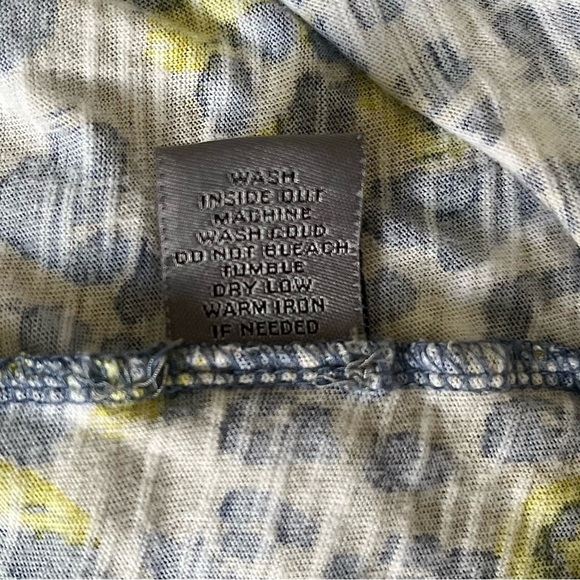 WASH
INSIDE OUT
MACHINE
WASH COLD
DO NOT BLEACH
TUMBLE
DRY LOW
WARM IRON
IF NEEDED